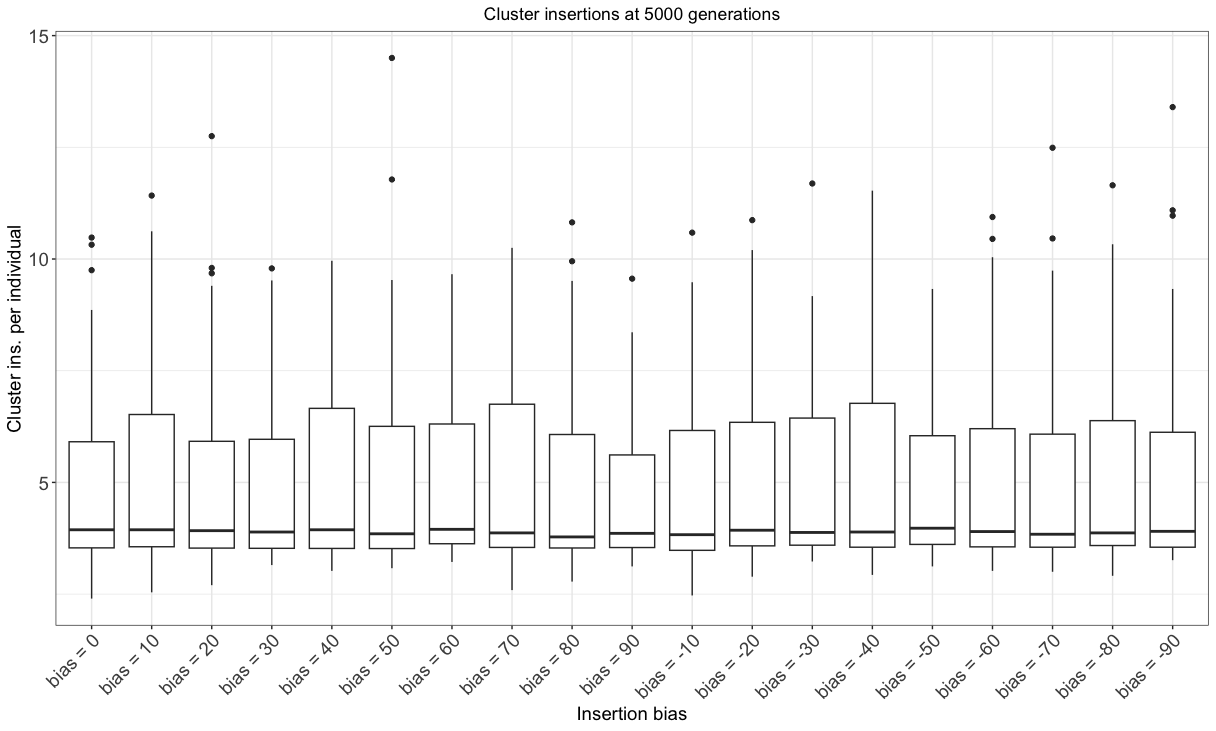 Cluster insertions at 5000 generations
Cluster ins. per individual
15
10
5
bias = 0
bias = 10
bias = 20
bias = 30
bias = 40
bias = 50
bias = 60
bias = 70
bias = 80
bias = 90
bias = -10
bias = -20
bias = -30
bias = -40
bias = -50
bias = -60
bias = -70
bias = -80
bias = -90
Insertion bias